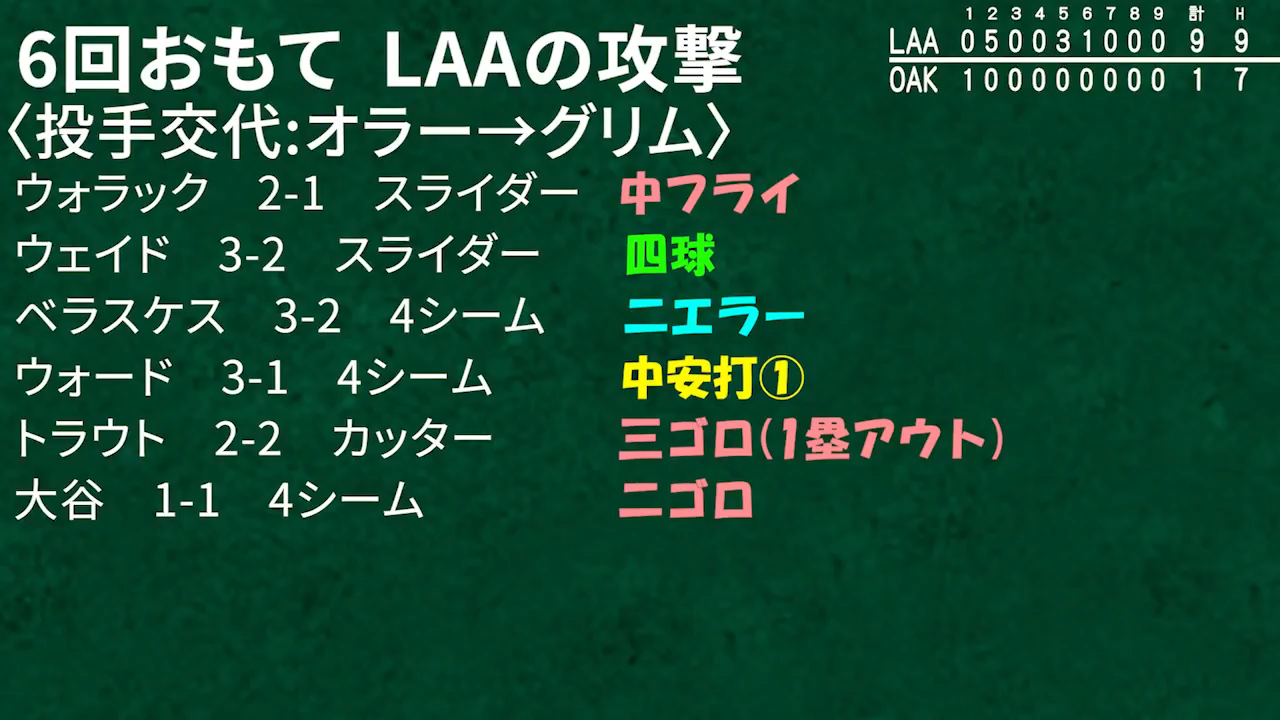 6回おもて LAAの攻撃
1 2 3 4 5 6 7 8 9 計 H
LAA 0 5 0 0 3 1 0 0 0 9 9
OAK 1 0 0 0 0 0 0 0 0 1 7
〈投手交代:オラー→グリム〉
ウォラック 2-1 スライダー 中フライ
ウェイド 3-2 スライダー 四球
ベラスケス 3-2 4シーム 二エラー
ウォード 3-1 4シーム 中安打①
トラウト 2-2 カッター 三ゴロ(1塁アウト)
大谷 1-1 4シーム 二ゴロ